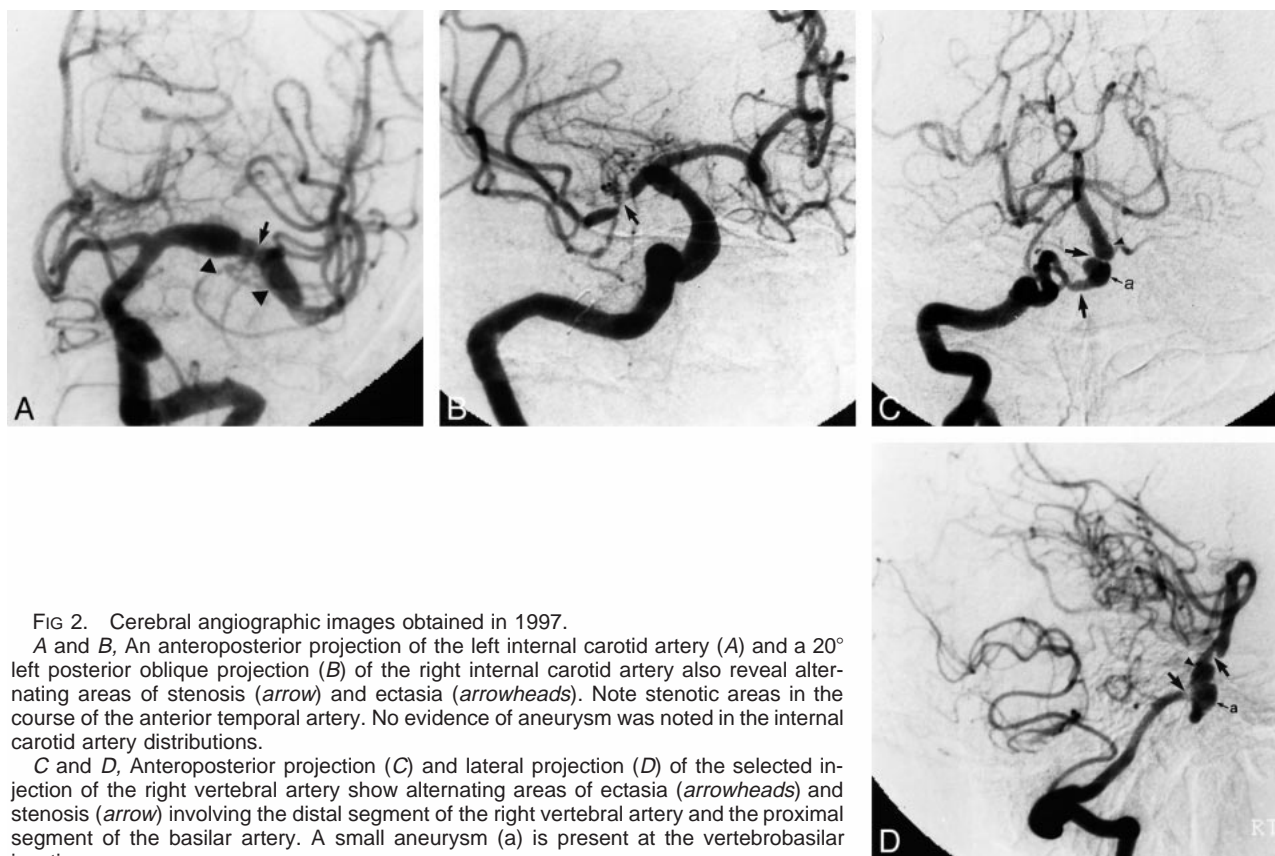 A
B
C
a
D
a
RT
FIG 2. Cerebral angiographic images obtained in 1997.
A and B, An anteroposterior projection of the left internal carotid artery (A) and a 20°
left posterior oblique projection (B) of the right internal carotid artery also reveal alter-
nating areas of stenosis (arrow) and ectasia (arrowheads). Note stenotic areas in the
course of the anterior temporal artery. No evidence of aneurysm was noted in the internal
carotid artery distributions.
C and D, Anteroposterior projection (C) and lateral projection (D) of the selected in-
jection of the right vertebral artery show alternating areas of ectasia (arrowheads) and
stenosis (arrow) involving the distal segment of the right vertebral artery and the proximal
segment of the basilar artery. A small aneurysm (a) is present at the vertebrobasilar